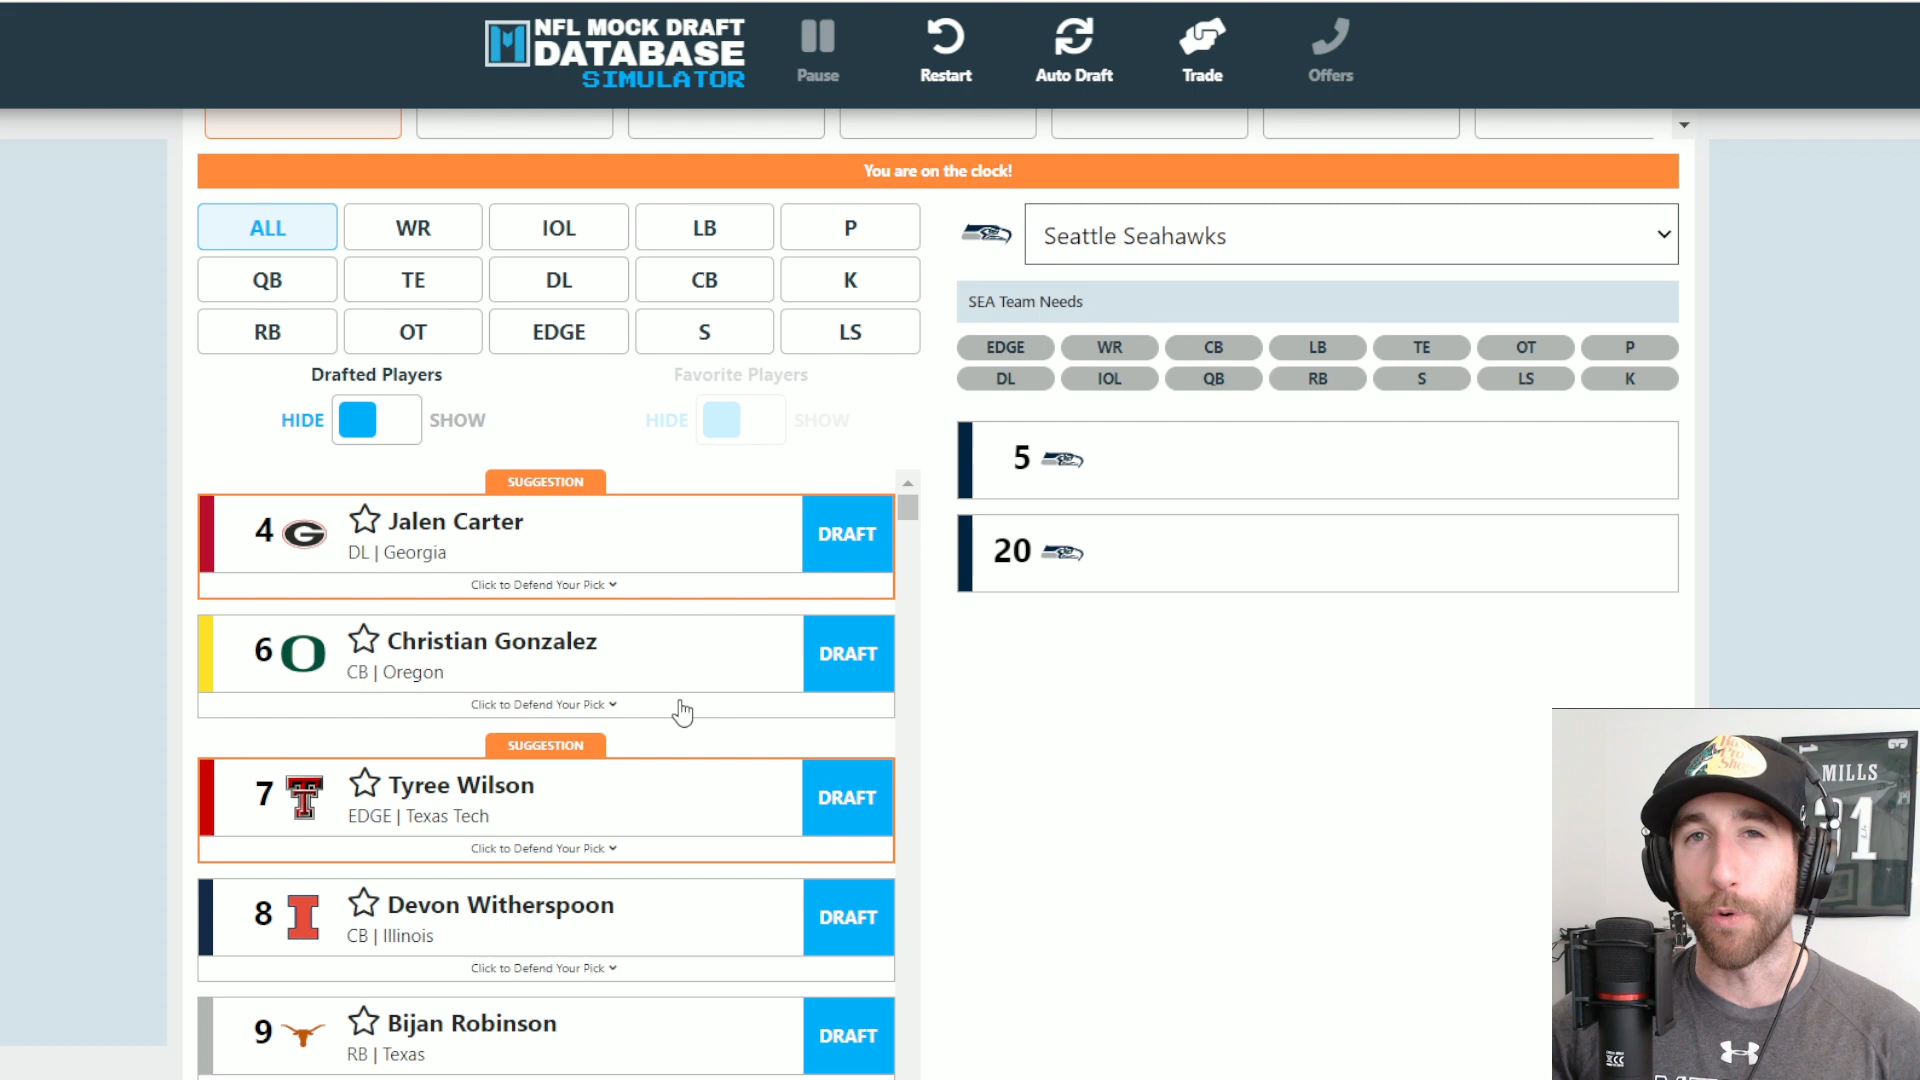 NFL MOCK DRAFT
DATABASE
SIMULATOR
Pause
Restart
Auto Draft
Trade
Offers
You are on the clock!
ALL
WR
IOL
LB
P
QB
TE
DL
CB
K
RB
OT
EDGE
S
LS
Drafted Players
Favorite Players
HIDE
SHOW
HIDE
SHOW
Seattle Seahawks
SEA Team Needs
EDGE
WR
CB
LB
TE
OT
P
DL
IOL
QB
RB
S
LS
K
5
20
SUGGESTION
4
G
Jalen Carter
DL | Georgia
DRAFT
Click to Defend Your Pick
6
O
Christian Gonzalez
CB | Oregon
DRAFT
Click to Defend Your Pick
SUGGESTION
7
Tyree Wilson
EDGE | Texas Tech
DRAFT
Click to Defend Your Pick
8
I
Devon Witherspoon
CB | Illinois
DRAFT
Click to Defend Your Pick
9
Bijan Robinson
RB | Texas
DRAFT
Bass
Pro
Shops
MILLS
31